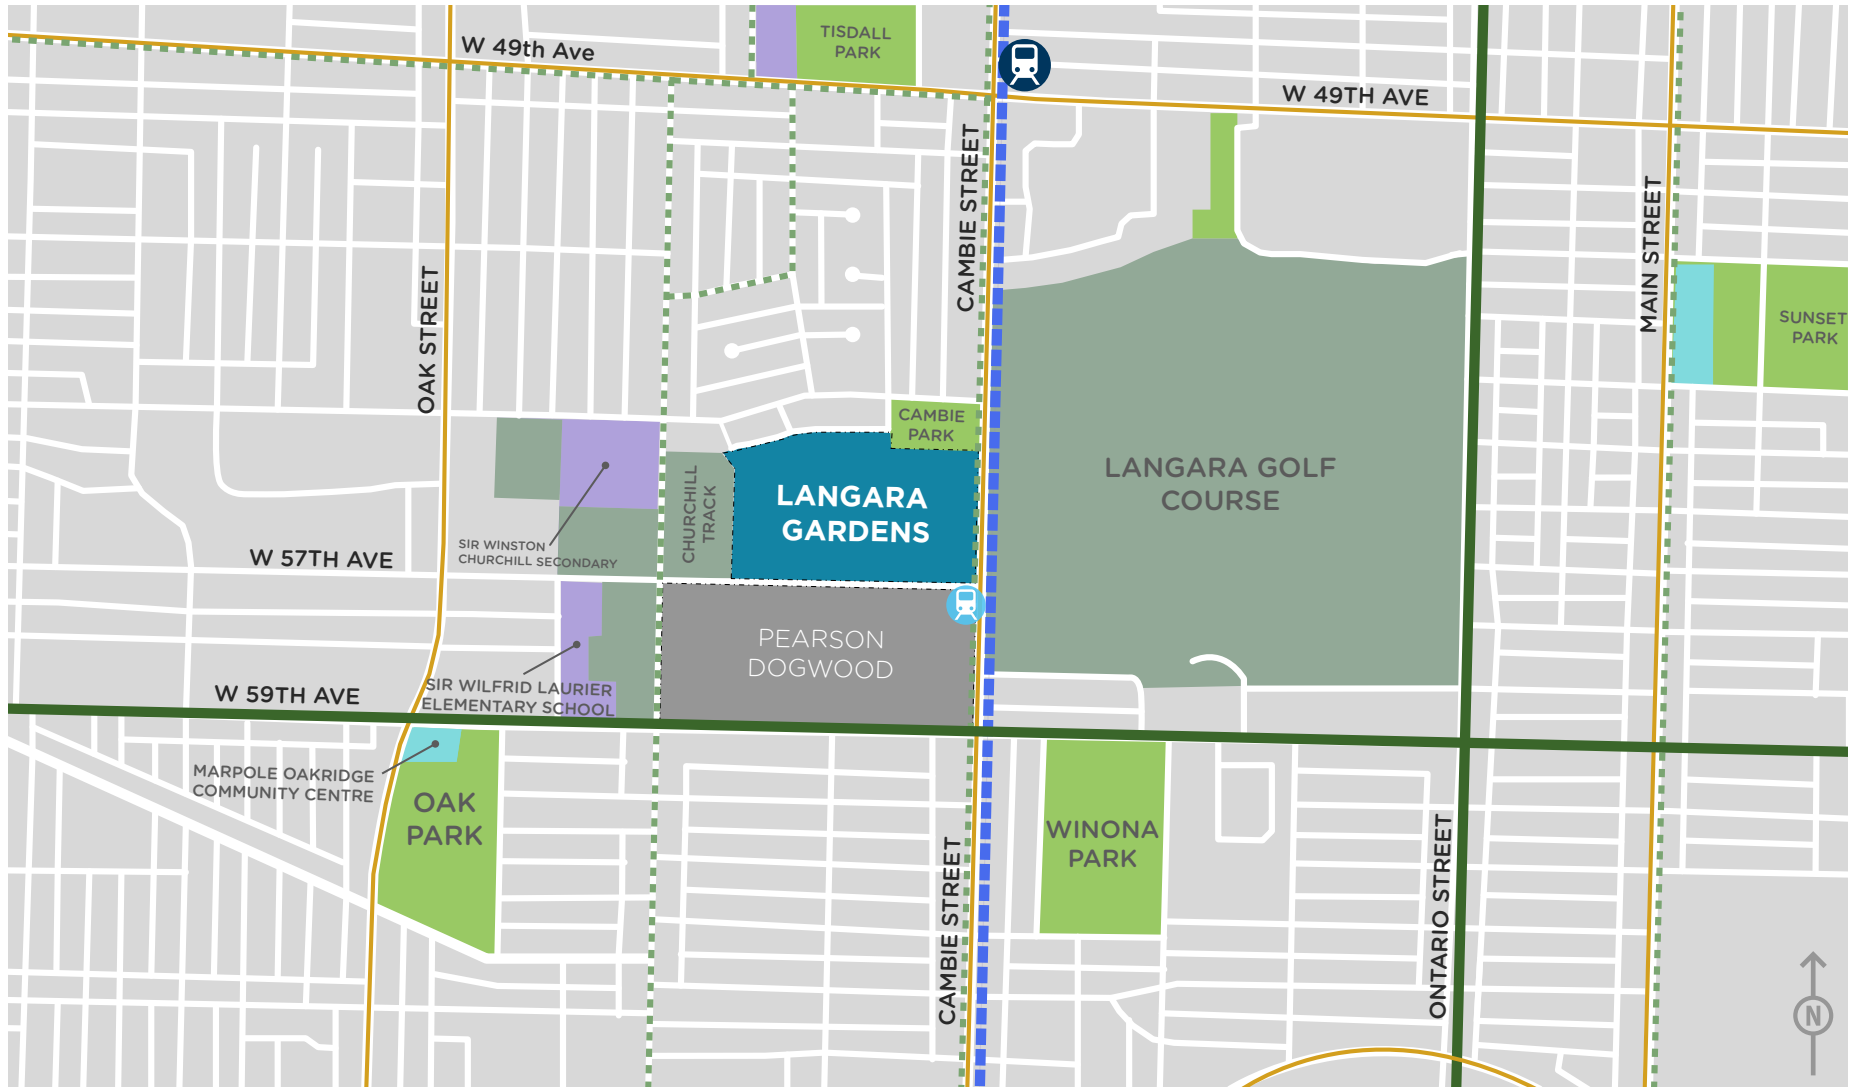 TISDALL
PARK
W 49th Ave
W 49TH AVE
CAMBIE STREET
MAIN STREET
OAK STREET
SUNSET
PARK
CAMBIE
PARK
LANGARA GOLF
COURSE
LANGARA
GARDENS
CHURCHILL
TRACK
SIR WINSTON
CHURCHILL SECONDARY
W 57TH AVE
PEARSON
DOGWOOD
SIR WILFRID LAURIER
ELEMENTARY SCHOOL
W 59TH AVE
MARPOLE OAKRIDGE
COMMUNITY CENTRE
OAK
PARK
WINONA
PARK
CAMBIE STREET
ONTARIO STREET
N